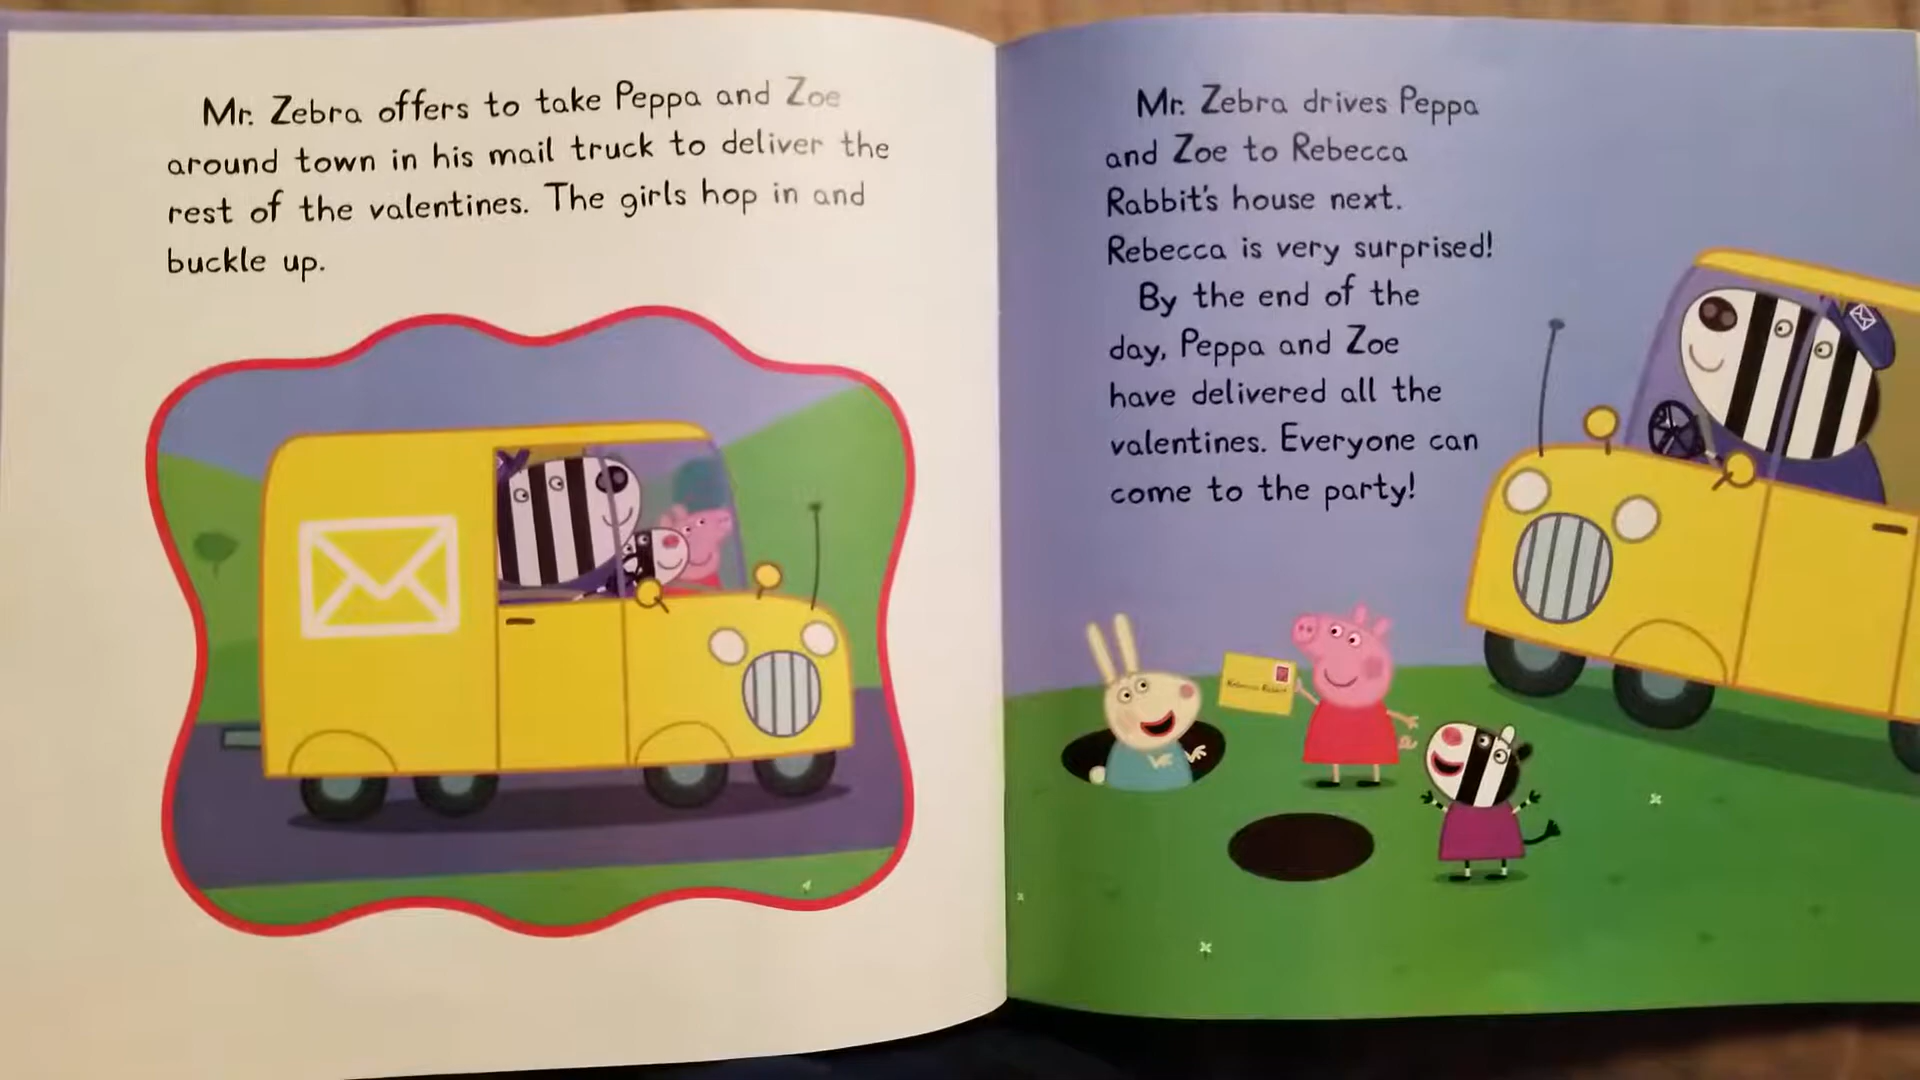 Mr. Zebra offers to take Peppa and Zoe
around town in his mail truck to deliver the
rest of the valentines. The girls hop in and
buckle up.
Mr. Zebra drives Peppa
and Zoe to Rebecca
Rabbit's house next.
Rebecca is very surprised!
By the end of the
day, Peppa and Zoe
have delivered all the
valentines. Everyone can
come to the party!
Rebecca Rabbit